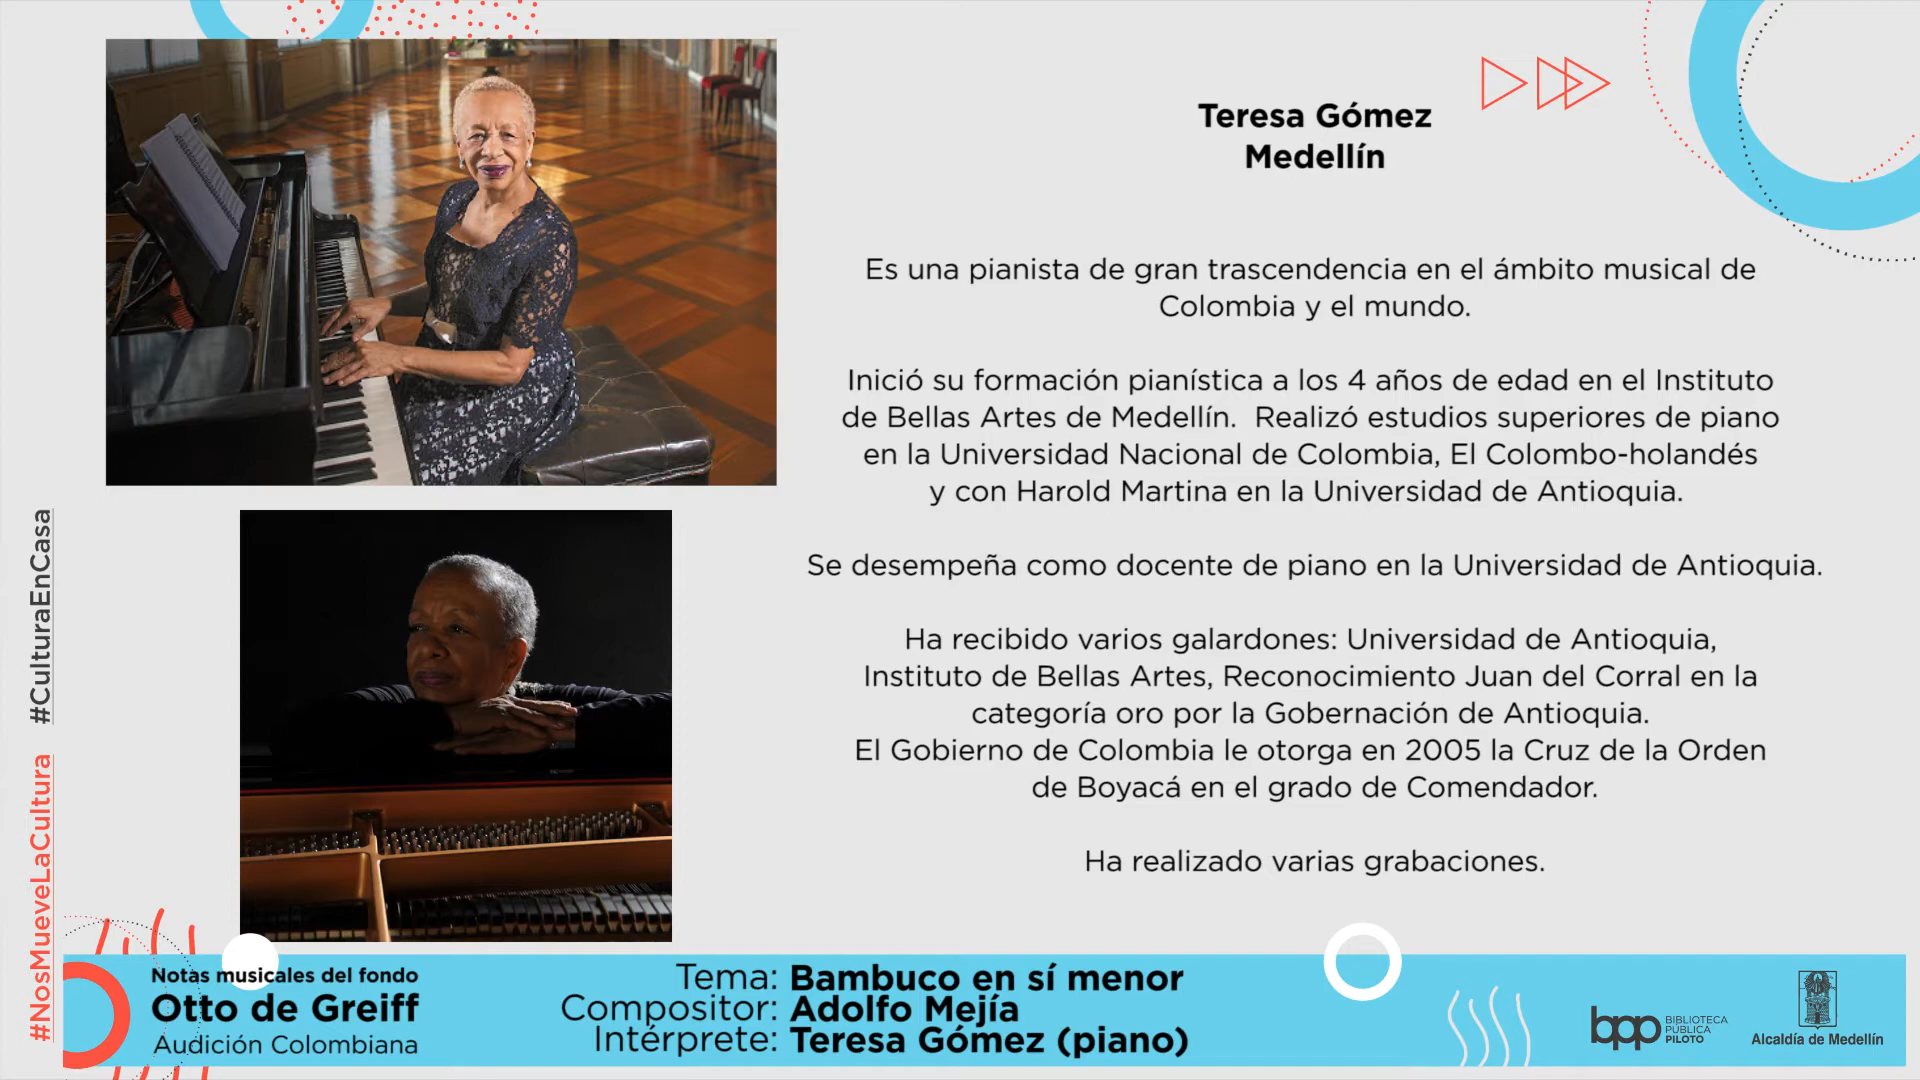 Teresa Gómez
Medellín
Es una pianista de gran trascendencia en el ámbito musical de
Colombia y el mundo.
Inició su formación pianística a los 4 años de edad en el Instituto
de Bellas Artes de Medellín. Realizó estudios superiores de piano
en la Universidad Nacional de Colombia, El Colombo-holandés
y con Harold Martina en la Universidad de Antioquia.
Se desempeña como docente de piano en la Universidad de Antioquia.
Ha recibido varios galardones: Universidad de Antioquia,
Instituto de Bellas Artes, Reconocimiento Juan del Corral en la
categoría oro por la Gobernación de Antioquia.
El Gobierno de Colombia le otorga en 2005 la Cruz de la Orden
de Boyacá en el grado de Comendador.
Ha realizado varias grabaciones.
#NosMueveLaCultura #CulturaEnCasa
Notas musicales del fondo
Otto de Greiff
Audición Colombiana
Tema: Bambuco en sí menor
Compositor: Adolfo Mejía
Intérprete: Teresa Gómez (piano)
bpp BIBLIOTECA
PÚBLICA
PILOTO
Alcaldía de Medellín